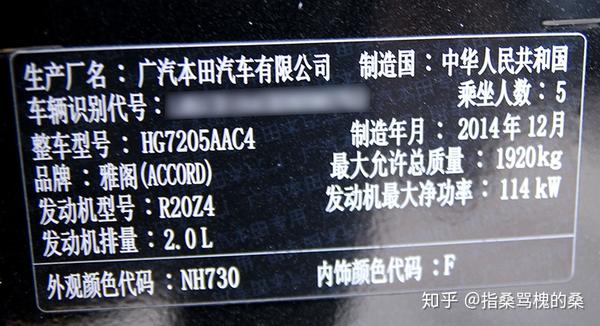 生产厂名：广汽本田汽车有限公司 制造国：中华人民共和国
车辆识别代号： 乘坐人数：5
整车型号：HG7205AAC4 制造年月：2014年12月
品牌：雅阁(ACCORD) 最大允许总质量：1920kg
发动机型号：R20Z4 发动机最大净功率：114kW
发动机排量：2.0L
外观颜色代码：NH730 内饰颜色代码：F
知乎 @指桑骂槐的桑